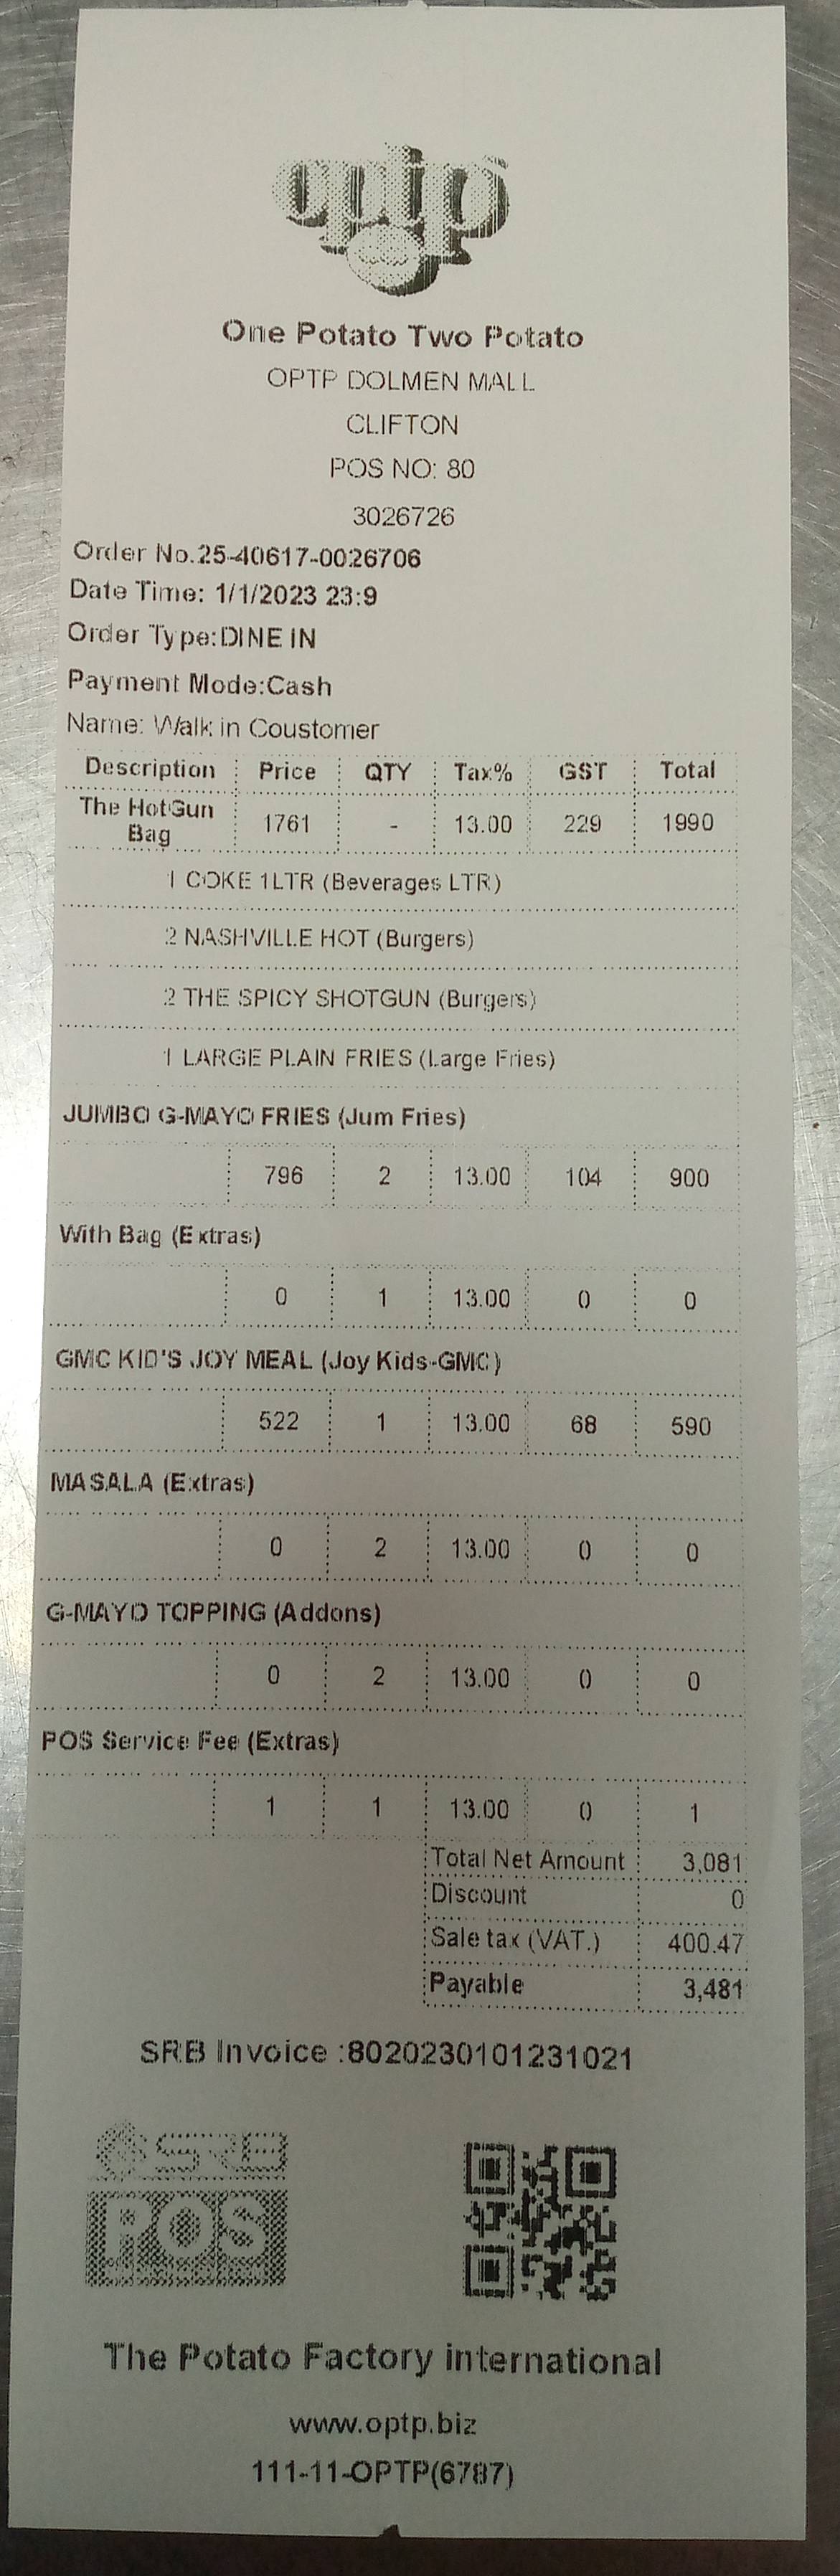 optp
One Potato Two Potato
OPTP DOLMEN MALL
CLIFTON
POS NO: 80
3026726
Order No.25-40617-0026706
Date Time: 1/1/2023 23:9
Order Type:DINE IN
Payment Mode:Cash
Name: Walk in Coustomer
Description Price QTY Tax% GST Total
The HotGun
Bag 1761 - 13.00 229 1990
1 COKE 1LTR (Beverages LTR)
2 NASHVILLE HOT (Burgers)
2 THE SPICY SHOTGUN (Burgers)
1 LARGE PLAIN FRIES (Large Fries)
JUMBO G-MAYO FRIES (Jum Fries)
796 2 13.00 104 900
With Bag (Extras)
0 1 13.00 0 0
GMC KID'S JOY MEAL (Joy Kids-GMC)
522 1 13.00 68 590
MASALA (Extras)
0 2 13.00 0 0
G-MAYO TOPPING (Addons)
0 2 13.00 0 0
POS Service Fee (Extras)
1 1 13.00 0 1
Total Net Amount 3,081
Discount 0
Sale tax (VAT.) 400.47
Payable 3,481
SRB Invoice :8020230101231021
SRB
POS
The Potato Factory international
www.optp.biz
111-11-OPTP(6787)